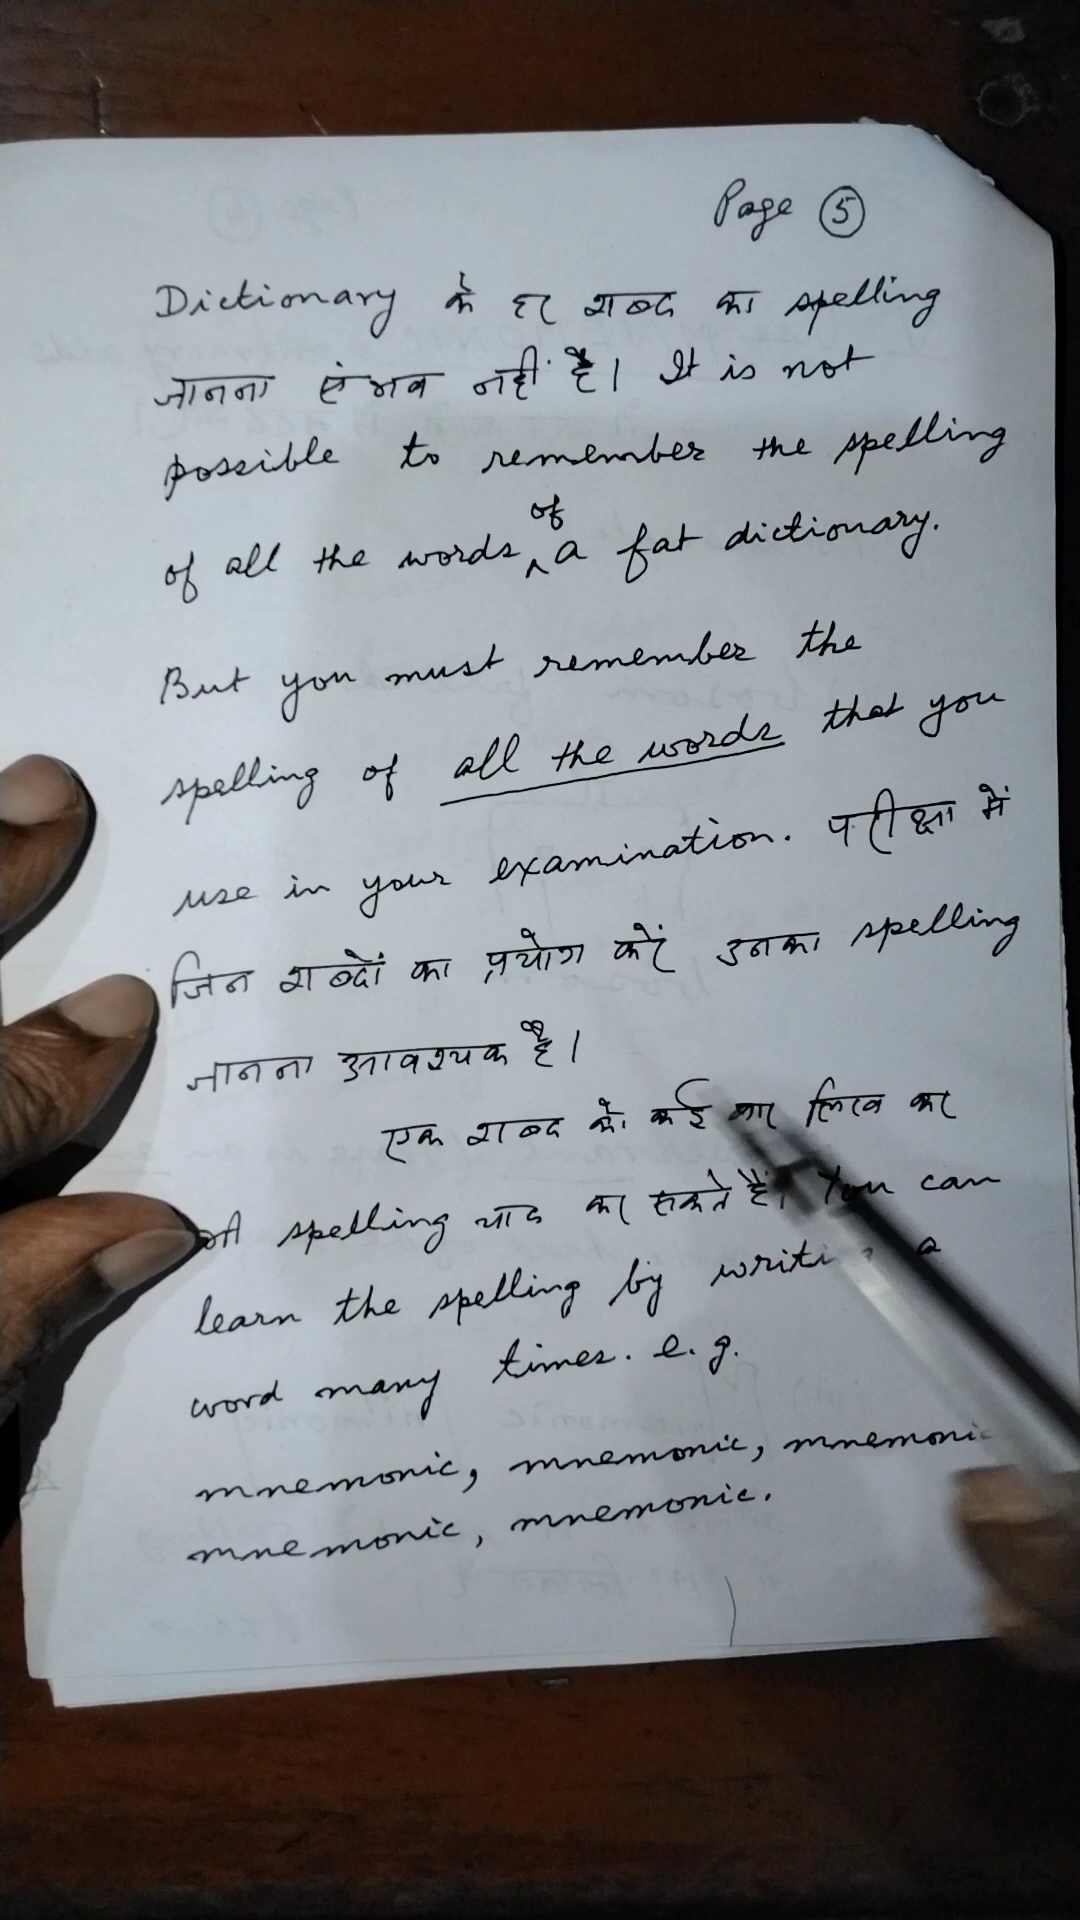 Page 5
Dictionary के हर शब्द का spelling
जानना संभव नहीं है। It is not
possible to remember the spelling
of
of all the words ^ a fat dictionary.
But you must remember the
spelling of all the words that you
use in your examination. परीक्षा में
जिन शब्दों का प्रयोग करें उनका spelling
जानना आवश्यक है।
एक शब्द को कई बार लिख कर
भी spelling याद कर सकते हैं। You can
learn the spelling by a
word many times. e.g.
mnemonic, mnemonic, mnemonic
mnemonic, mnemonic.